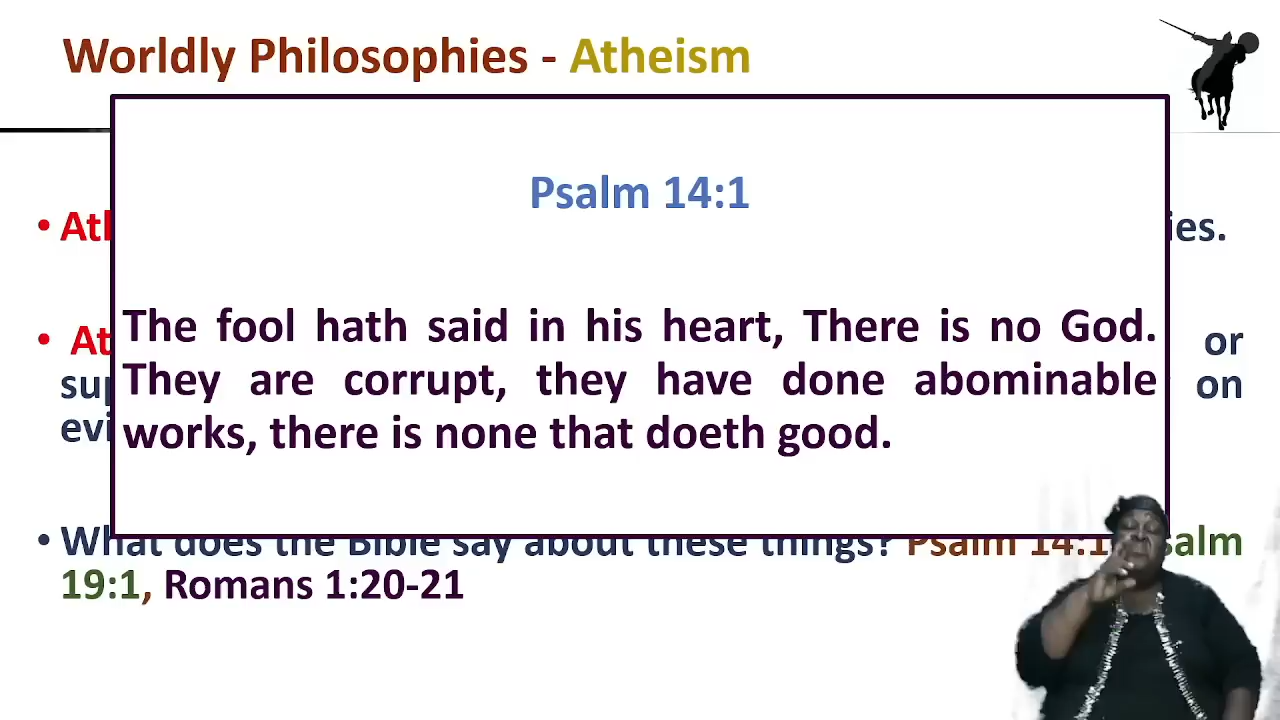 Worldly Philosophies - Atheism
Psalm 14:1
ies.
The fool hath said in his heart, There is no God.
or
They are corrupt, they have done abominable
on
works, there is none that doeth good.
• What does the Bible say about these things? Psalm 14:1
19:1, Romans 1:20-21